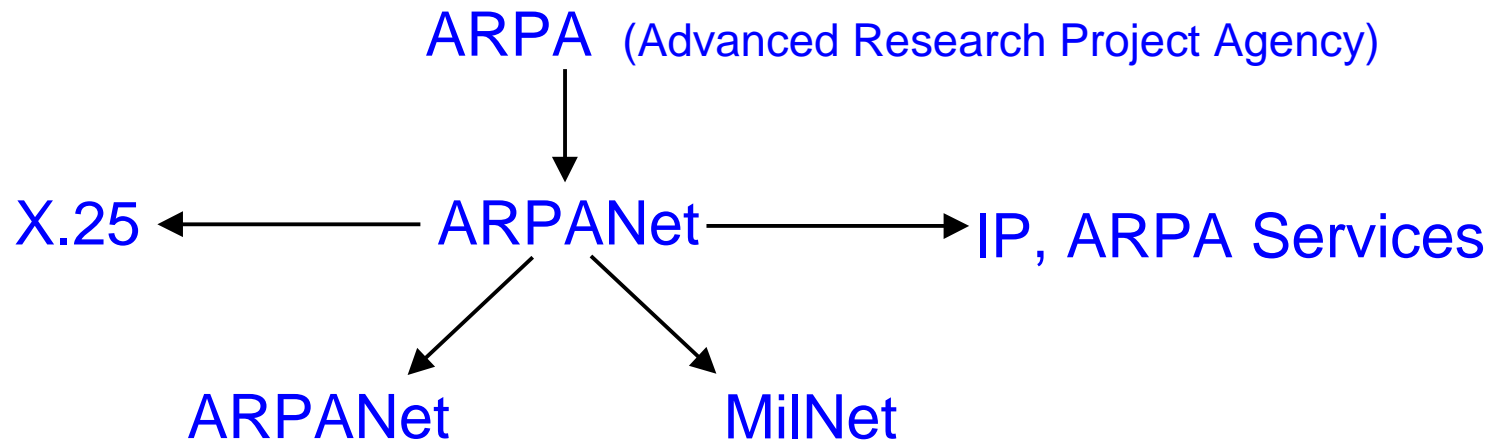 ARPA (Advanced Research Project Agency)
X.25 ARPANet IP, ARPA Services
ARPANet MilNet